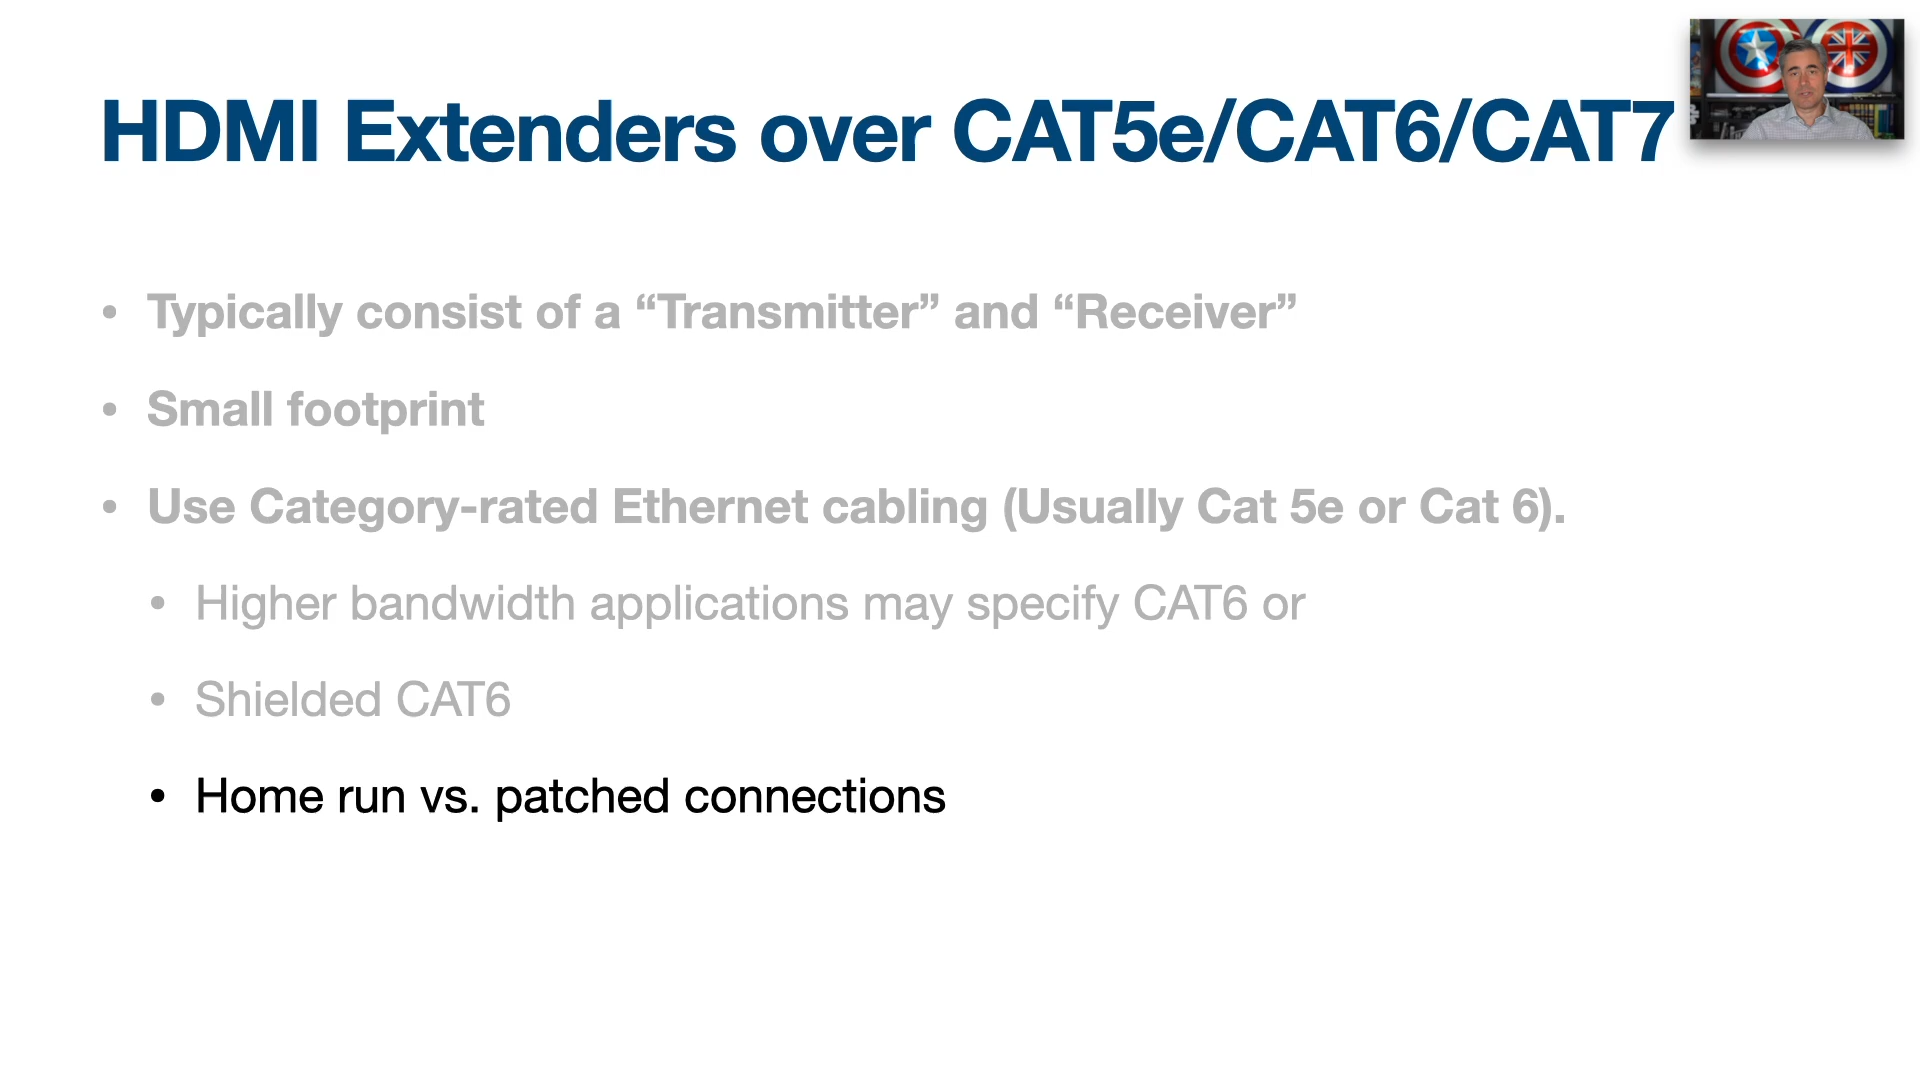 HDMI Extenders over CAT5e/CAT6/CAT7
• Typically consist of a “Transmitter” and “Receiver”
• Small footprint
• Use Category-rated Ethernet cabling (Usually Cat 5e or Cat 6).
• Higher bandwidth applications may specify CAT6 or
• Shielded CAT6
• Home run vs. patched connections